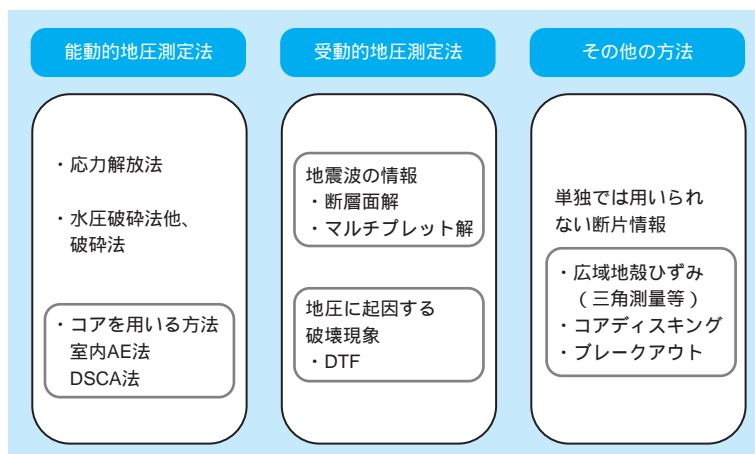 能動的地圧測定法
・応力解放法
・水圧破砕法他、
破砕法
・コアを用いる方法
室内AE法
DSCA法
受動的地圧測定法
地震波の情報
・断層面解
・マルチプレット解
地圧に起因する
破壊現象
・DTF
その他の方法
単独では用いられ
ない断片情報
・広域地殻ひずみ
（三角測量等）
・コアディスキング
・ブレークアウト